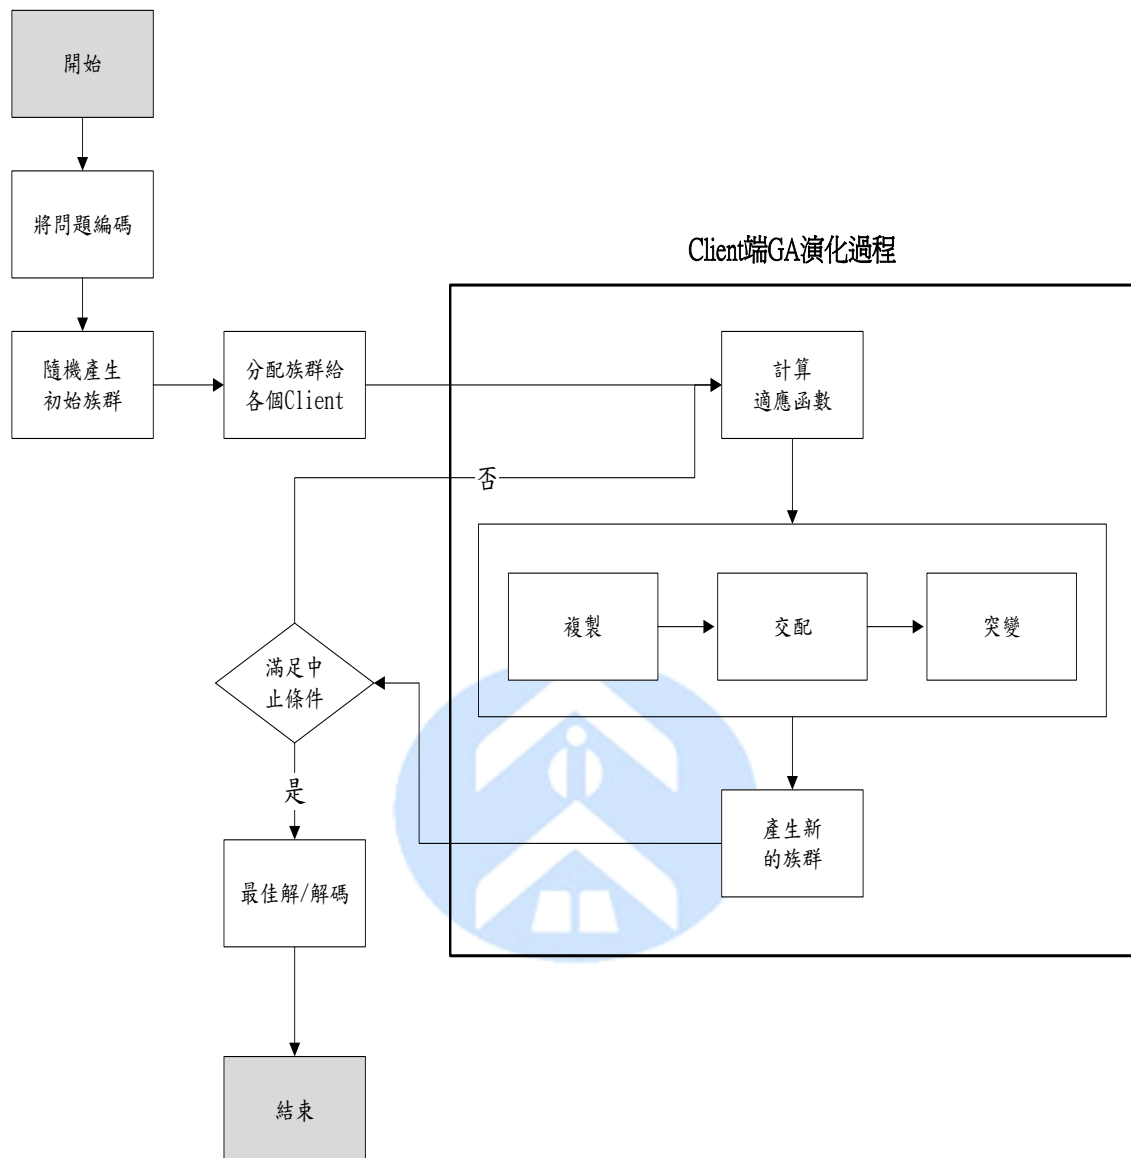 開始
將問題編碼
Client端GA演化過程
隨機產生
初始族群
分配族群給
各個Client
計算
適應函數
否
複製
交配
突變
滿足中
止條件
是
產生新
的族群
最佳解/解碼
結束